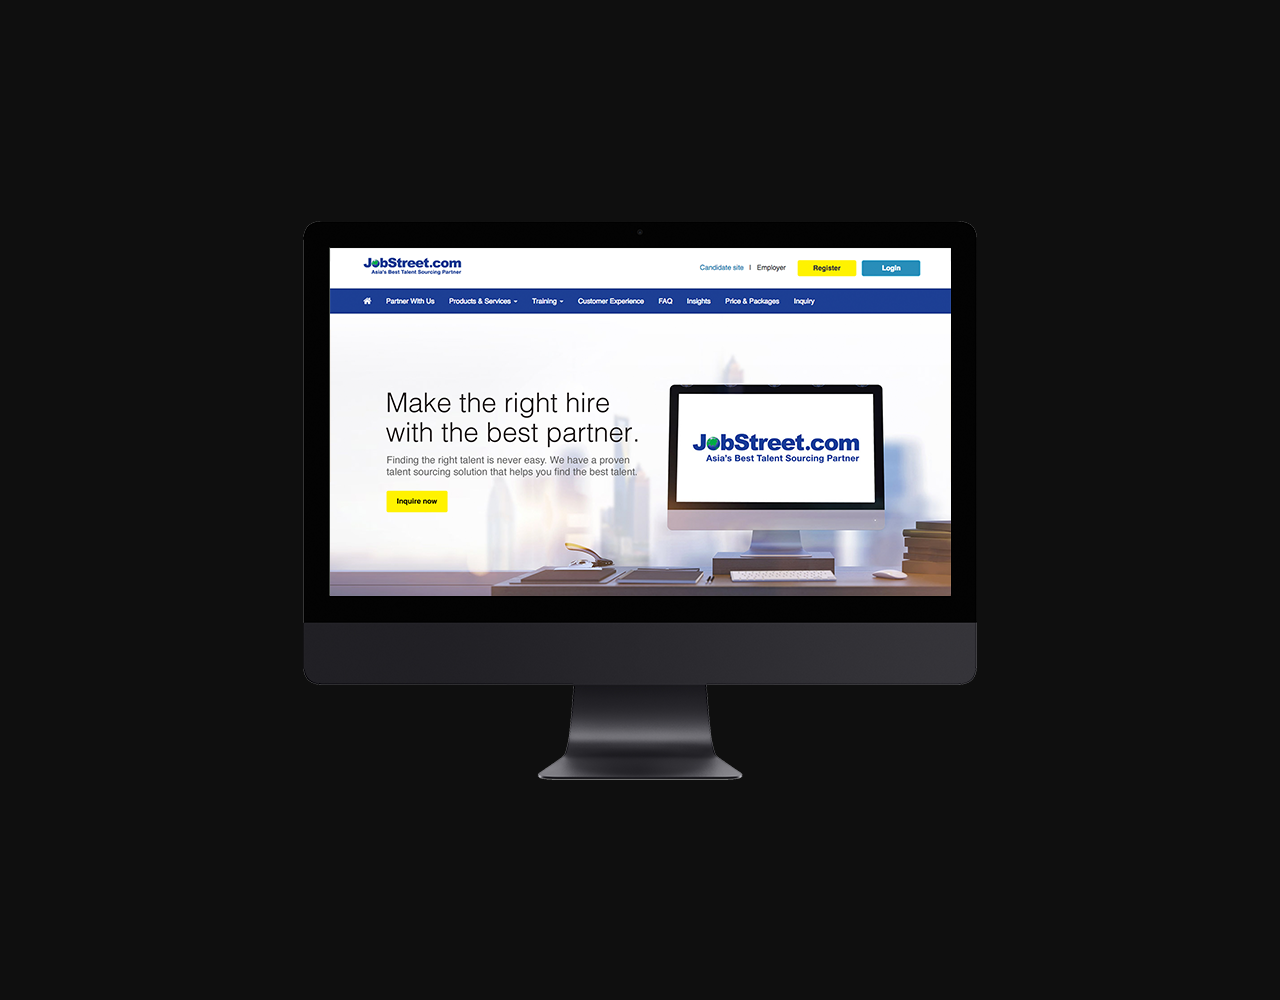 JobStreet.com
Asia's Best Talent Sourcing Partner
Candidate site | Employer Register Login
Partner With Us Products & Services Training Customer Experience FAQ Insights Price & Packages Inquiry
Make the right hire
with the best partner.
Finding the right talent is never easy. We have a proven
talent sourcing solution that helps you find the best talent.
Inquire now
JobStreet.com
Asia's Best Talent Sourcing Partner